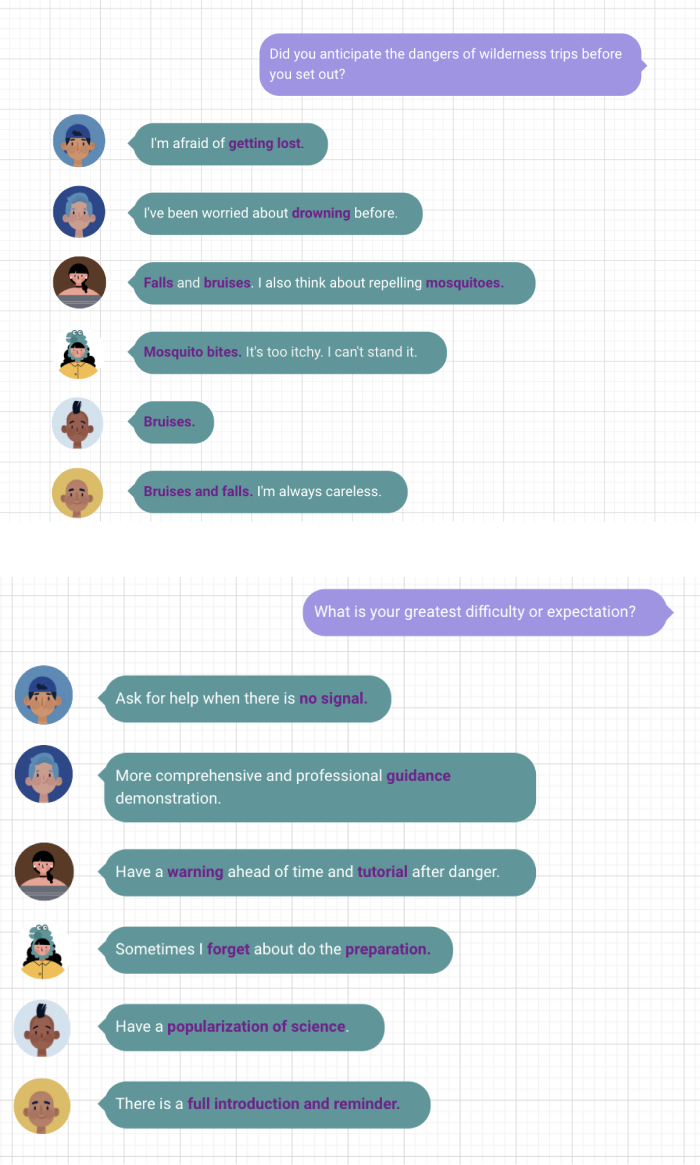 Did you anticipate the dangers of wilderness trips before
you set out?
I'm afraid of getting lost.
I've been worried about drowning before.
Falls and bruises. I also think about repelling mosquitoes.
Mosquito bites. It's too itchy. I can't stand it.
Bruises.
Bruises and falls. I'm always careless.
What is your greatest difficulty or expectation?
Ask for help when there is no signal.
More comprehensive and professional guidance
demonstration.
Have a warning ahead of time and tutorial after danger.
Sometimes I forget about do the preparation.
Have a popularization of science.
There is a full introduction and reminder.